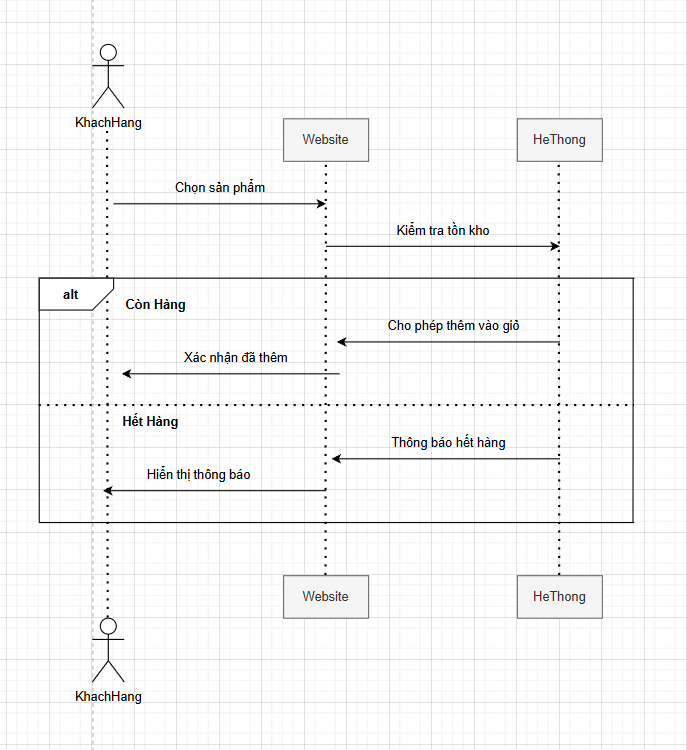 KhachHang
Website
HeThong
Chọn sản phẩm
Kiểm tra tồn kho
alt
Còn Hàng
Cho phép thêm vào giỏ
Xác nhận đã thêm
Hết Hàng
Thông báo hết hàng
Hiển thị thông báo
Website
HeThong
KhachHang